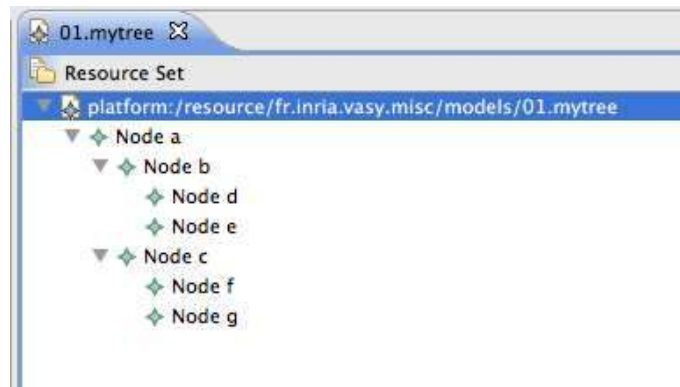 01.mytree
Resource Set
platform:/resource/fr.inria.vasy.misc/models/01.mytree
Node a
Node b
Node d
Node e
Node c
Node f
Node g